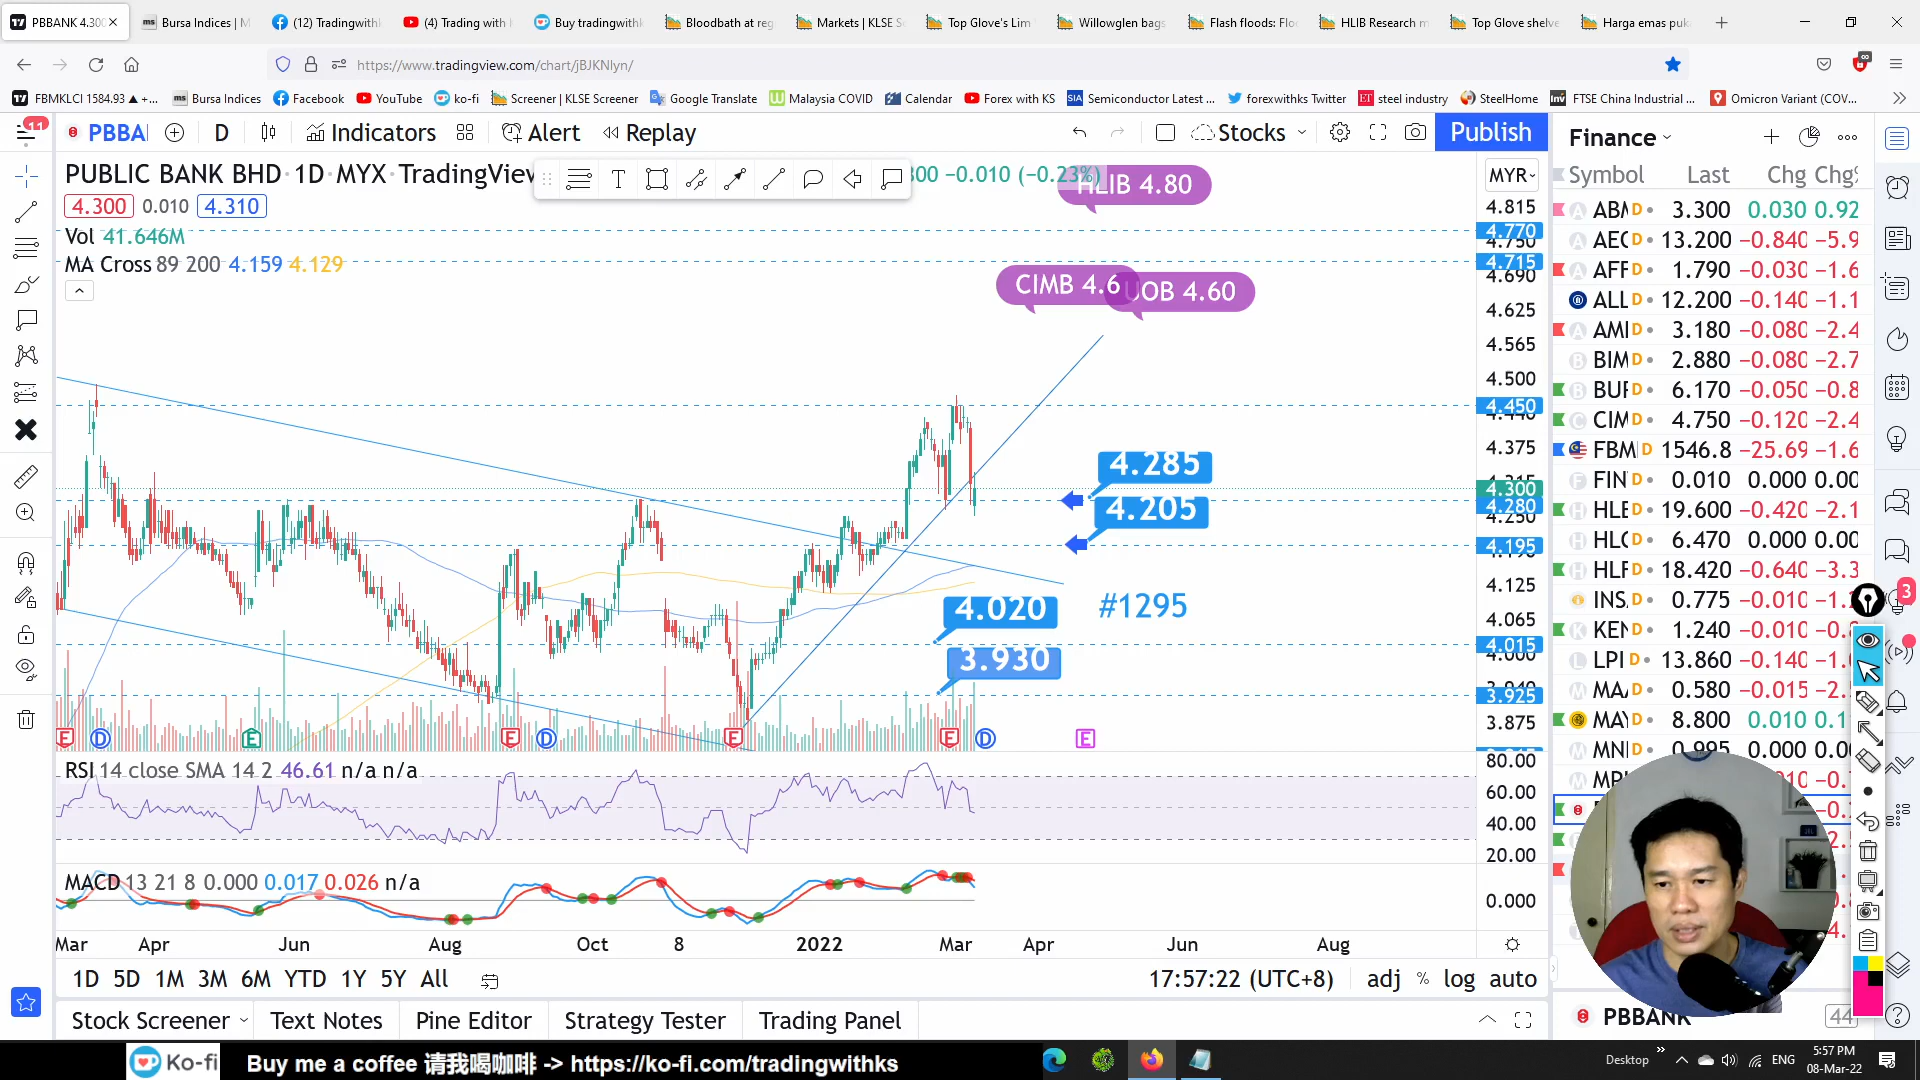 PBBANK 4.300
Bursa Indices | M
(12) Tradingwith
(4) Trading with
Buy tradingwith
Bloodbath at reg
Markets | KLSE S
Top Glove's Lim
Willowglen bags
Flash floods: Flo
HLIB Research m
Top Glove shelve
Harga emas puk
https://www.tradingview.com/chart/jBJKNlyn/
FBMKLCI 1584.93 ▲ +...
Bursa Indices
Facebook
YouTube
ko-fi
Screener | KLSE Screener
Google Translate
Malaysia COVID
Calendar
Forex with KS
SIA Semiconductor Latest ...
forexwithks Twitter
ET steel industry
SteelHome
Inv FTSE China Industrial ...
Omicron Variant (COV...
11
PBBA
D
Indicators
Alert
Replay
Stocks
Publish
Finance
PUBLIC BANK BHD · 1D · MYX · TradingView
300 −0.010 (−0.23%)
4.300 0.010 4.310
Vol 41.646M
MA Cross 89 200 4.159 4.129
HLIB 4.80
CIMB 4.6
UOB 4.60
4.285
4.205
4.020
3.930
#1295
MYR
4.815
4.770
4.750
4.715
4.690
4.625
4.565
4.500
4.450
4.440
4.375
4.315
4.300
4.280
4.250
4.195
4.125
4.065
4.015
4.000
3.940
3.925
3.875
E D E E D E E D E
RSI 14 close SMA 14 2 46.61 n/a n/a
80.00
60.00
40.00
20.00
MACD 13 21 8 0.000 0.017 0.026 n/a
0.000
Mar Apr Jun Aug Oct 8 2022 Mar Apr Jun Aug
1D 5D 1M 3M 6M YTD 1Y 5Y All
17:57:22 (UTC+8)
adj % log auto
Stock Screener
Text Notes
Pine Editor
Strategy Tester
Trading Panel
Symbol Last Chg Chg%
ABM D 3.300 0.030 0.92
AEO D 13.200 −0.840 −5.9
AFF D 1.790 −0.030 −1.6
ALL D 12.200 −0.140 −1.1
AMI D 3.180 −0.080 −2.4
BIM D 2.880 −0.080 −2.7
BUR D 6.170 −0.050 −0.8
CIM D 4.750 −0.120 −2.4
FBM D 1546.8 −25.69 −1.6
FIN D 0.010 0.000 0.00
HLE D 19.600 −0.420 −2.1
HLC D 6.470 0.000 0.00
HLF D 18.420 −0.640 −3.3
INS. D 0.775 −0.010
KEN D 1.240 −0.010
LPI D 13.860 −0.140
MA D 0.580 −0.015
MAY D 8.800 0.010 0.1
MNI D 0.995 0.000 0.00
3
PBBANK
44
Ko-fi
Buy me a coffee 请我喝咖啡 -> https://ko-fi.com/tradingwithks
Desktop
ENG
5:57 PM
08-Mar-22